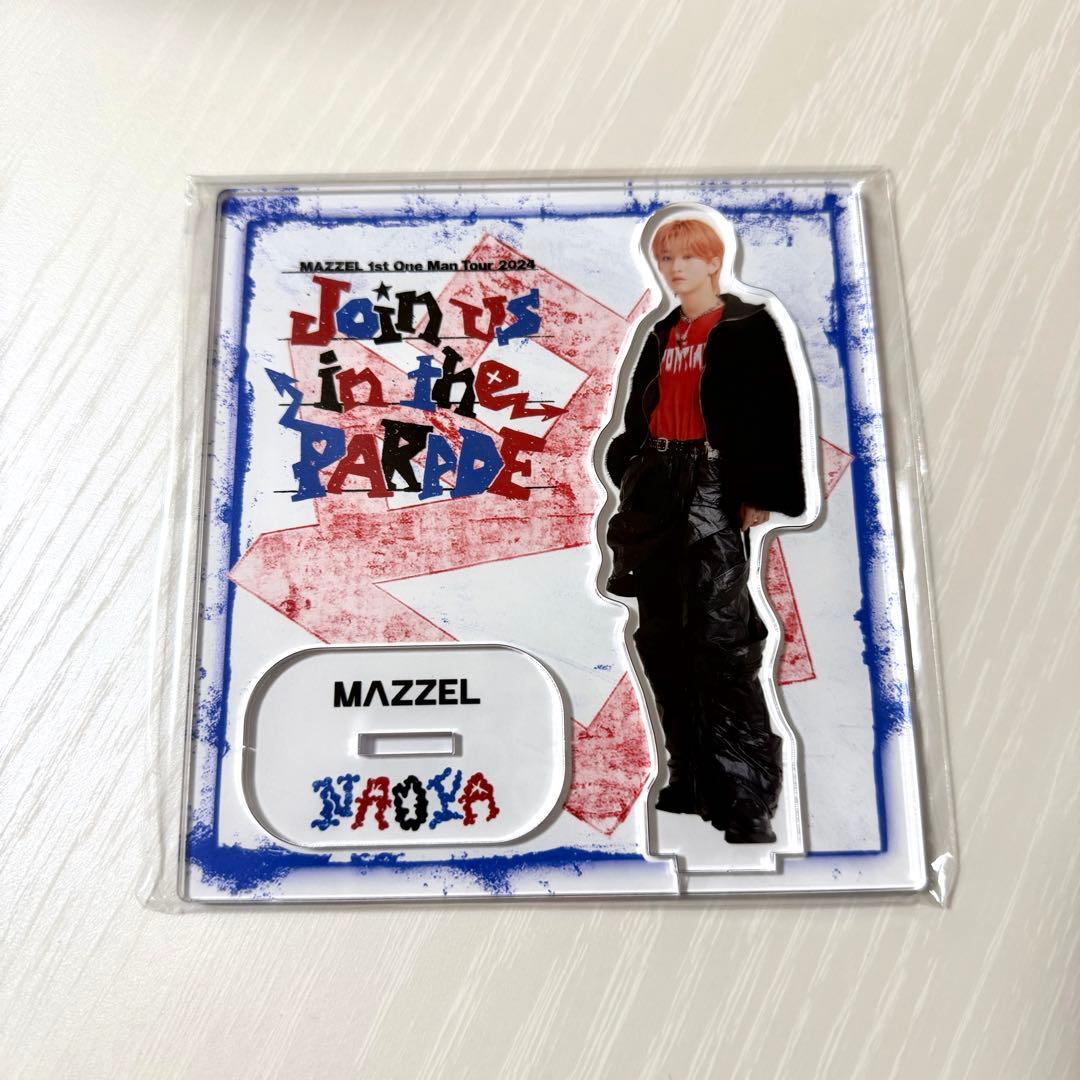 MAZZEL 1st One Man Tour 2024
Join us
in the
PARADE
MAZZEL
NAOYA